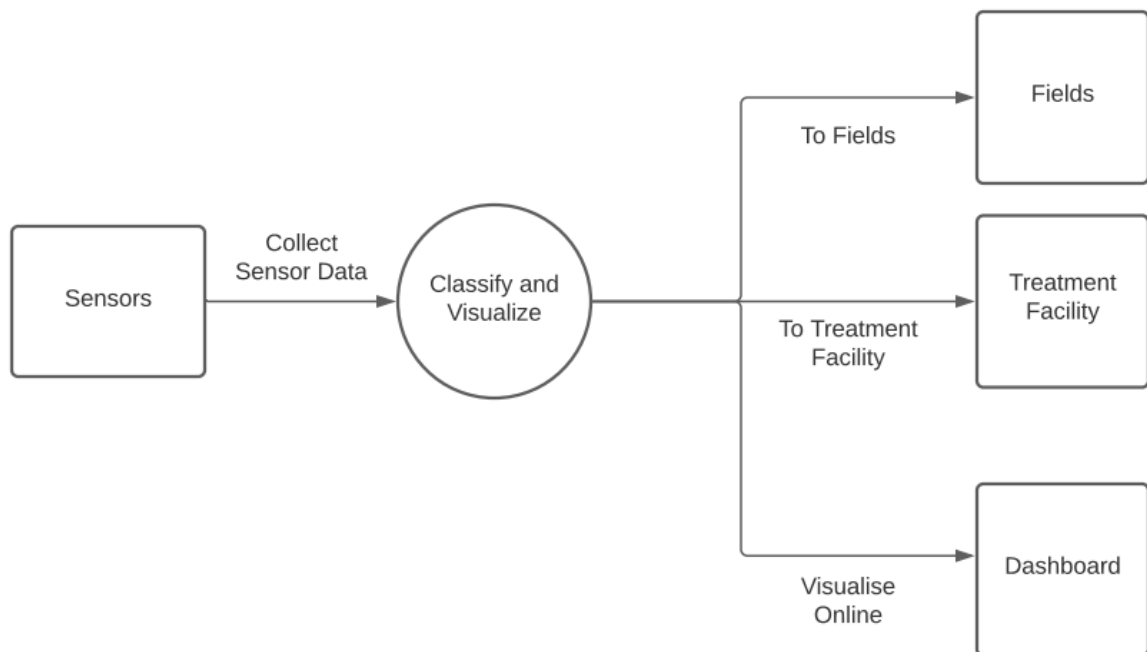 Fields
To Fields
Collect
Sensor Data
Sensors
Classify and
Visualize
Treatment
Facility
To Treatment
Facility
Dashboard
Visualise
Online